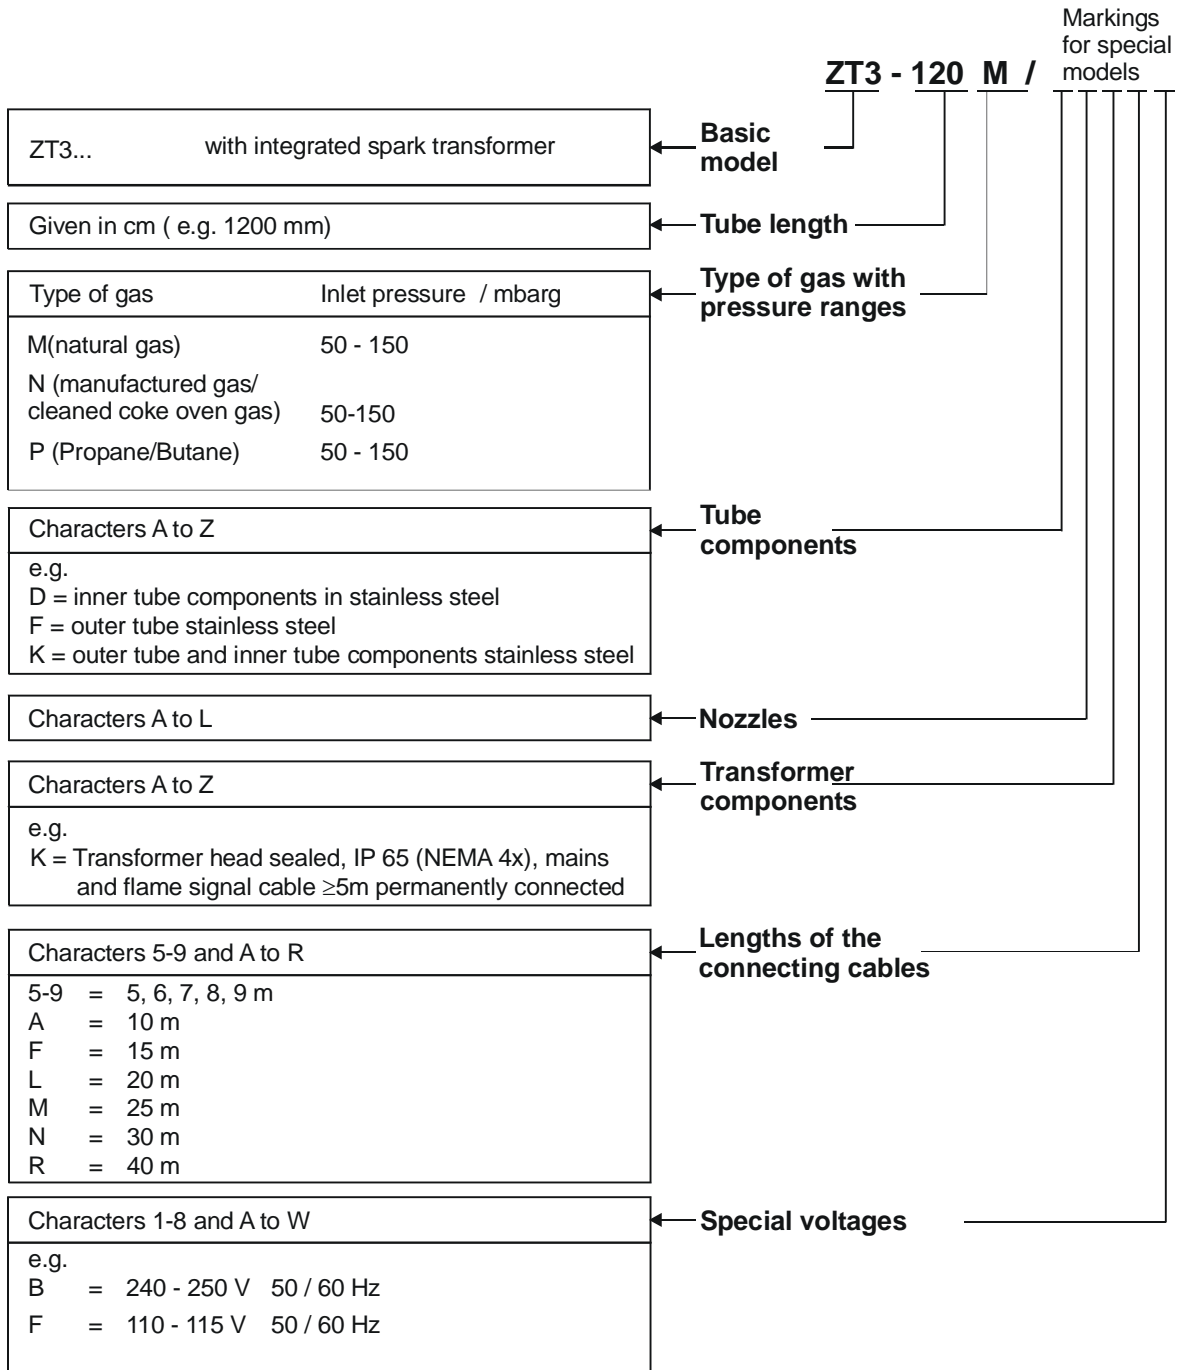 Markings
for special
models
ZT3 - 120 M /
ZT3... with integrated spark transformer
Basic
model
Given in cm ( e.g. 1200 mm)
Tube length
Type of gas Inlet pressure / mbarg
Type of gas with
pressure ranges
M(natural gas) 50 - 150
N (manufactured gas/
cleaned coke oven gas) 50-150
P (Propane/Butane) 50 - 150
Characters A to Z
Tube
components
e.g.
D = inner tube components in stainless steel
F = outer tube stainless steel
K = outer tube and inner tube components stainless steel
Characters A to L
Nozzles
Characters A to Z
Transformer
components
e.g.
K = Transformer head sealed, IP 65 (NEMA 4x), mains
and flame signal cable ≥5m permanently connected
Characters 5-9 and A to R
Lengths of the
connecting cables
5-9 = 5, 6, 7, 8, 9 m
A = 10 m
F = 15 m
L = 20 m
M = 25 m
N = 30 m
R = 40 m
Characters 1-8 and A to W
Special voltages
e.g.
B = 240 - 250 V 50 / 60 Hz
F = 110 - 115 V 50 / 60 Hz